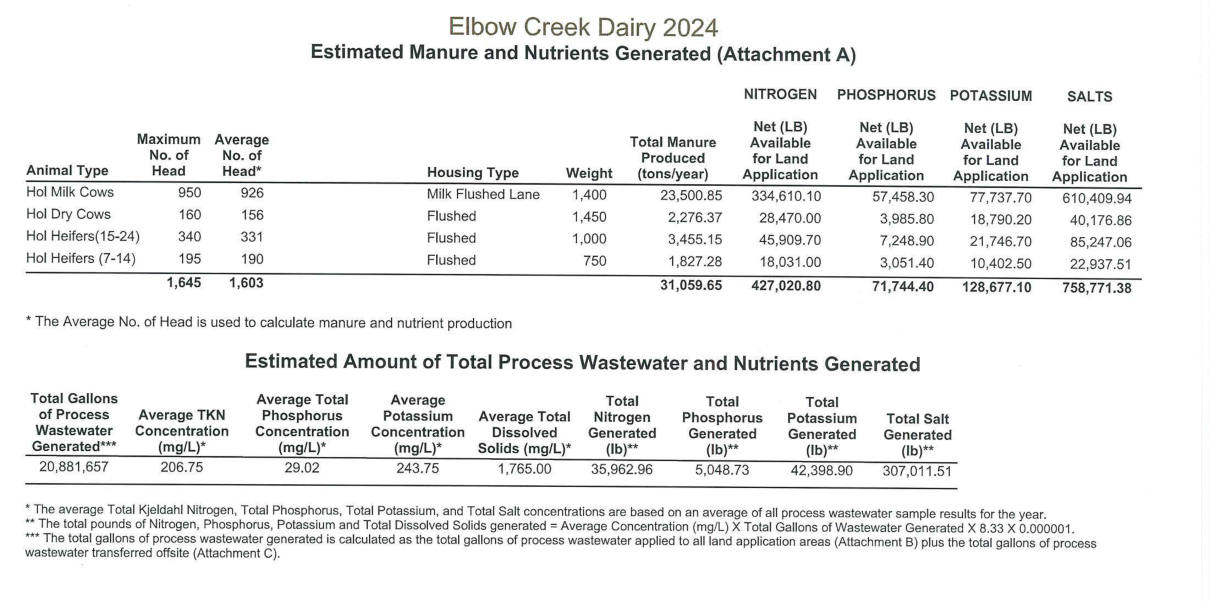 Elbow Creek Dairy 2024
Estimated Manure and Nutrients Generated (Attachment A)
NITROGEN PHOSPHORUS POTASSIUM SALTS
Animal Type Maximum No. of Head Average No. of Head* Housing Type Weight Total Manure Produced (tons/year) Net (LB) Available for Land Application Net (LB) Available for Land Application Net (LB) Available for Land Application Net (LB) Available for Land Application
Hol Milk Cows 950 926 Milk Flushed Lane 1,400 23,500.85 334,610.10 57,458.30 77,737.70 610,409.94
Hol Dry Cows 160 156 Flushed 1,450 2,276.37 28,470.00 3,985.80 18,790.20 40,176.86
Hol Heifers(15-24) 340 331 Flushed 1,000 3,455.15 45,909.70 7,248.90 21,746.70 85,247.06
Hol Heifers (7-14) 195 190 Flushed 750 1,827.28 18,031.00 3,051.40 10,402.50 22,937.51
1,645 1,603 31,059.65 427,020.80 71,744.40 128,677.10 758,771.38
* The Average No. of Head is used to calculate manure and nutrient production
Estimated Amount of Total Process Wastewater and Nutrients Generated
Total Gallons of Process Wastewater Generated*** Average TKN Concentration (mg/L)* Average Total Phosphorus Concentration (mg/L)* Average Potassium Concentration (mg/L)* Average Total Dissolved Solids (mg/L)* Total Nitrogen Generated (lb)** Total Phosphorus Generated (lb)** Total Potassium Generated (lb)** Total Salt Generated (lb)**
20,881,657 206.75 29.02 243.75 1,765.00 35,962.96 5,048.73 42,398.90 307,011.51
* The average Total Kjeldahl Nitrogen, Total Phosphorus, Total Potassium, and Total Salt concentrations are based on an average of all process wastewater sample results for the year.
** The total pounds of Nitrogen, Phosphorus, Potassium and Total Dissolved Solids generated = Average Concentration (mg/L) X Total Gallons of Wastewater Generated X 8.33 X 0.000001.
*** The total gallons of process wastewater generated is calculated as the total gallons of process wastewater applied to all land application areas (Attachment B) plus the total gallons of process
wastewater transferred offsite (Attachment C).